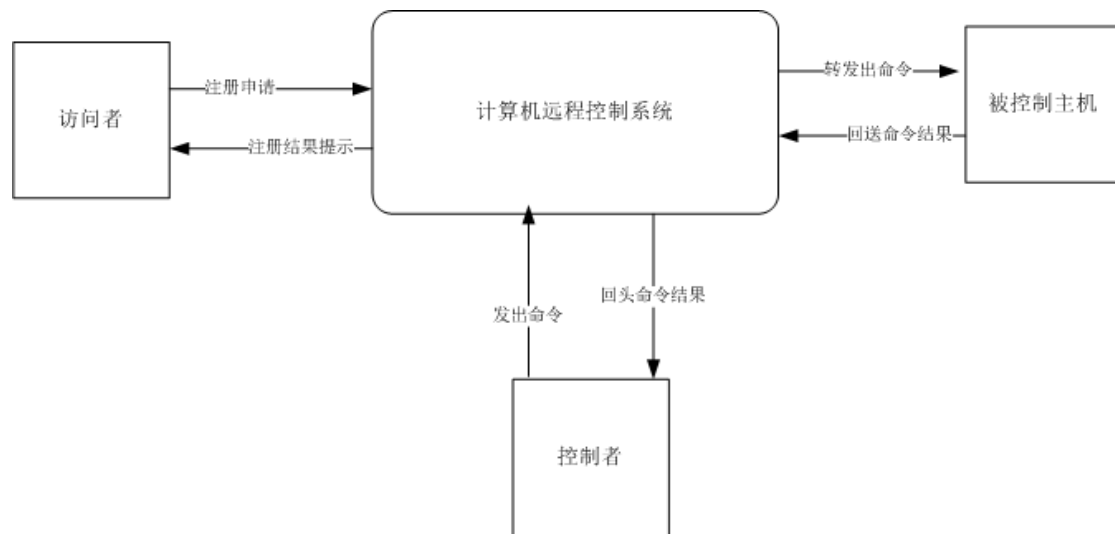 访问者
注册申请
注册结果提示
计算机远程控制系统
转发出命令
回送命令结果
被控制主机
发出命令
回头命令结果
控制者